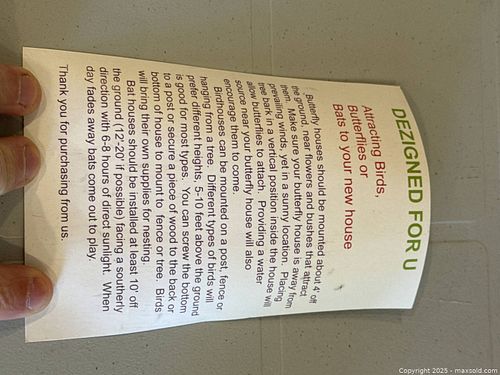 DEZIGNED FOR U
Attracting Birds,
Butterflies or
Bats to your new house
Butterfly houses should be mounted about 4' off
the ground, near flowers and bushes that attract
them. Make sure your butterfly house is away from
prevailing winds, yet in a sunny location. Placing
tree bark in a vertical position inside the house will
allow butterflies to attach. Providing a water
source near your butterfly house will also
encourage them to come.
Birdhouses can be mounted on a post, fence or
hanging from a tree. Different types of birds will
prefer different heights. 5-10 feet above the ground
is good for most types. You can screw the bottom
to a post or secure a piece of wood to the back or
bottom of house to mount to fence or tree. Birds
will bring their own supplies for nesting.
Bat houses should be installed at least 10' off
the ground (12'-20' if possible) facing a southerly
direction with 6-8 hours of direct sunlight. When
day fades away bats come out to play.
Thank you for purchasing from us.
Copyright 2025 - maxsold.com